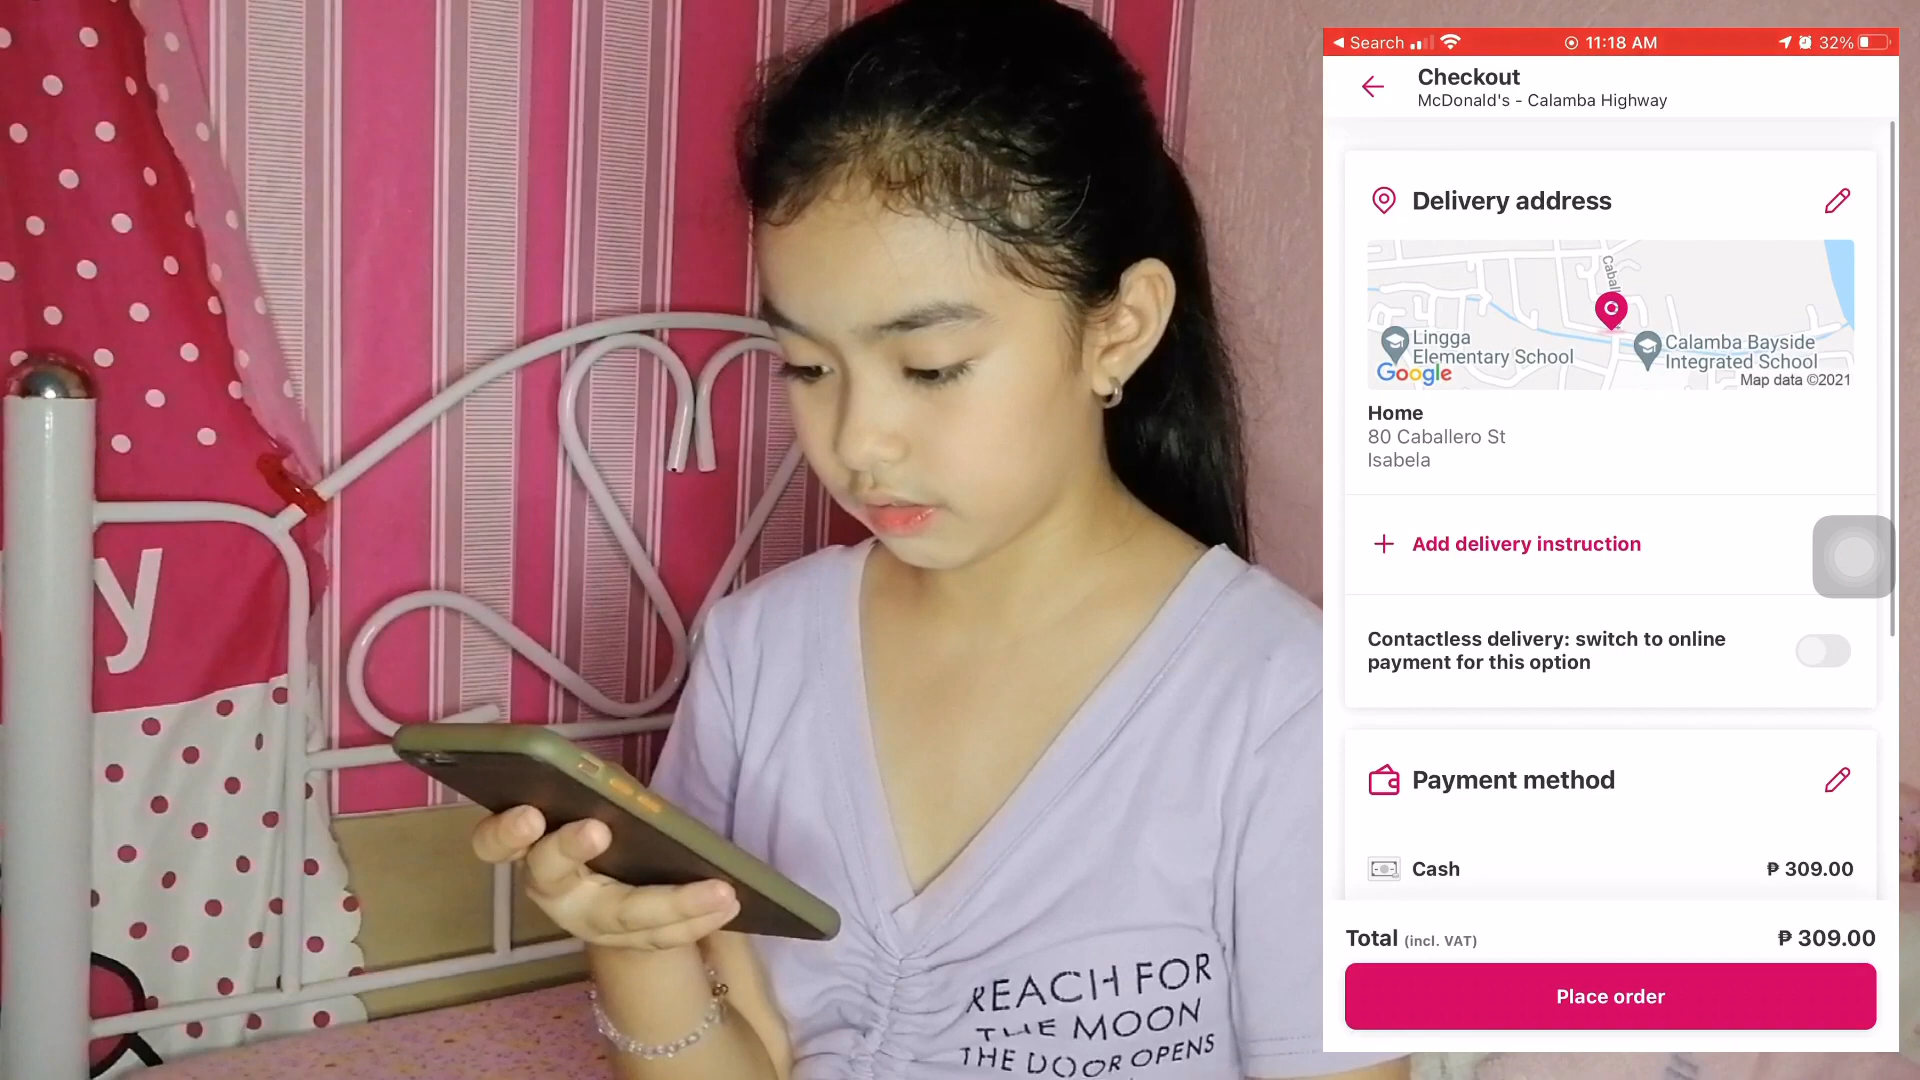 y
REACH FOR
THE MOON
THE DOOR OPENS
Search
11:18 AM
32%
Checkout
McDonald's - Calamba Highway
Delivery address
Caball
Lingga
Elementary School
Calamba Bayside
Integrated School
Google
Map data ©2021
Home
80 Caballero St
Isabela
Add delivery instruction
Contactless delivery: switch to online
payment for this option
Payment method
Cash ₱ 309.00
Total (incl. VAT) ₱ 309.00
Place order